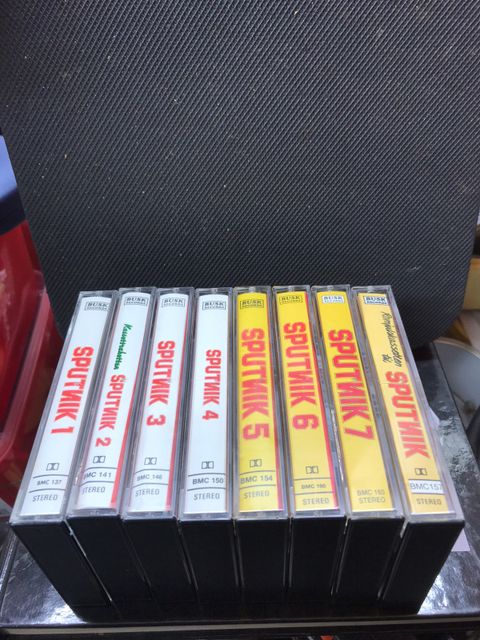 BUSK
RECORDS
SPUTNIK 1
BMC 137
STEREO
BUSK
RECORDS
SPUTNIK 2
BMC 141
STEREO
BUSK
RECORDS
SPUTNIK 3
BMC 146
STEREO
BUSK
RECORDS
SPUTNIK 4
BMC 150
STEREO
BUSK
RECORDS
SPUTNIK 5
BMC 154
STEREO
BUSK
RECORDS
SPUTNIK 6
BMC
STEREO
BUSK
RECORDS
SPUTNIK 7
BMC
STEREO
BUSK
RECORDS
SPUTNIK
BMC157
STEREO